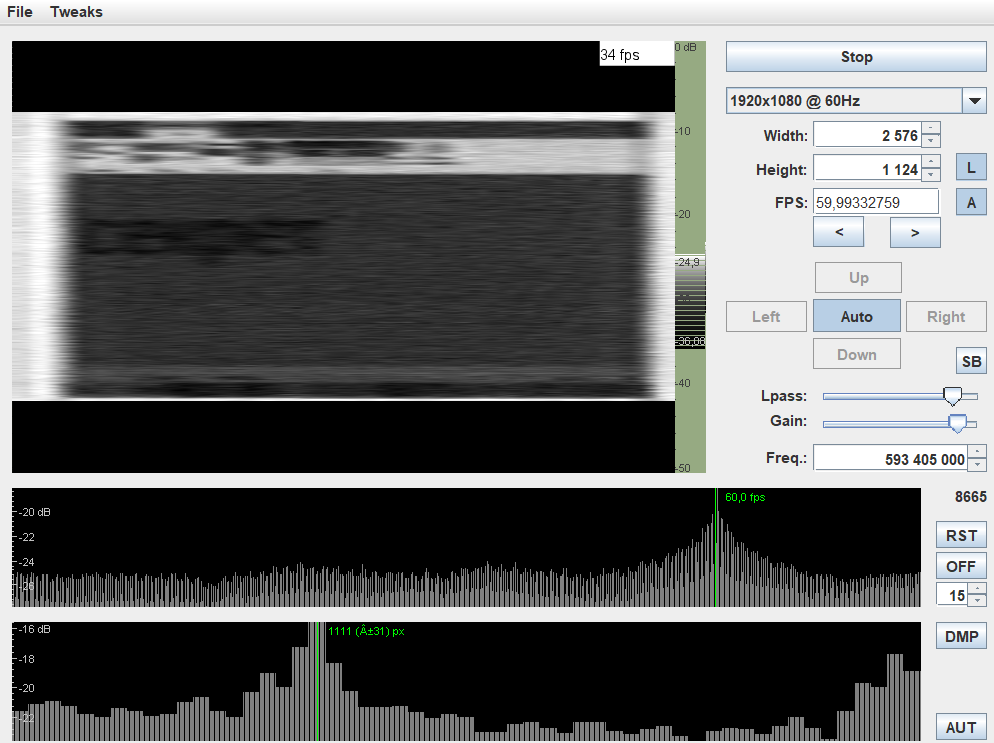 File Tweaks
34 fps
0 dB
-10
-20
-24,9
-36,06
-40
-50
Stop
1920x1080 @ 60Hz
Width: 2 576
Height: 1 124 L
FPS: 59,99332759 A
< >
Up
Left Auto Right
Down
SB
Lpass:
Gain:
Freq.: 593 405 000
60,0 fps
-20 dB
-22
-24
-26
8665
RST
OFF
15
1111 (Â±31) px
-16 dB
-18
-20
-22
DMP
AUT